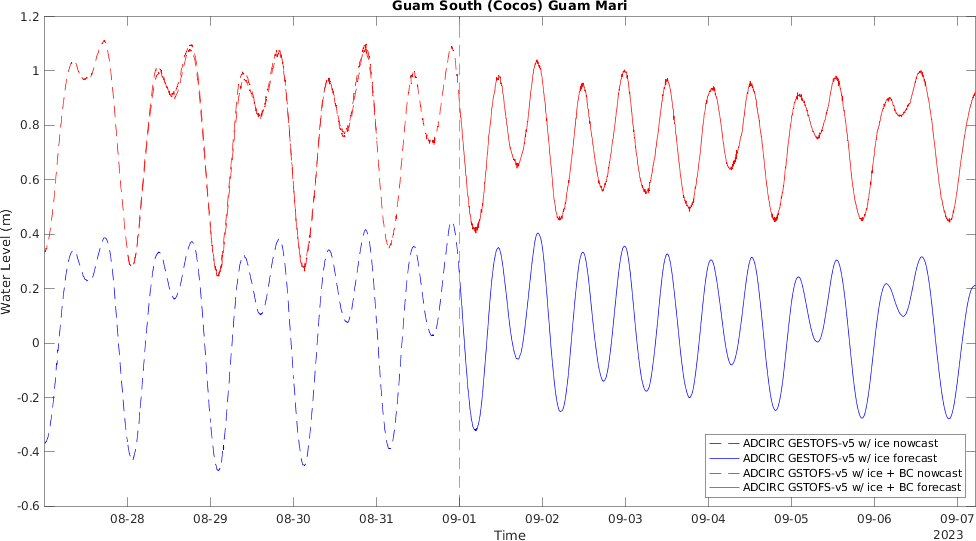 Guam South (Cocos) Guam Mari
1.2
1
0.8
0.6
0.4
0.2
0
-0.2
-0.4
-0.6
Water Level (m)
ADCIRC GESTOFS-v5 w/ ice nowcast
ADCIRC GESTOFS-v5 w/ ice forecast
ADCIRC GSTOFS-v5 w/ ice + BC nowcast
ADCIRC GSTOFS-v5 w/ ice + BC forecast
08-28 08-29 08-30 08-31 09-01 09-02 09-03 09-04 09-05 09-06 09-07
Time
2023